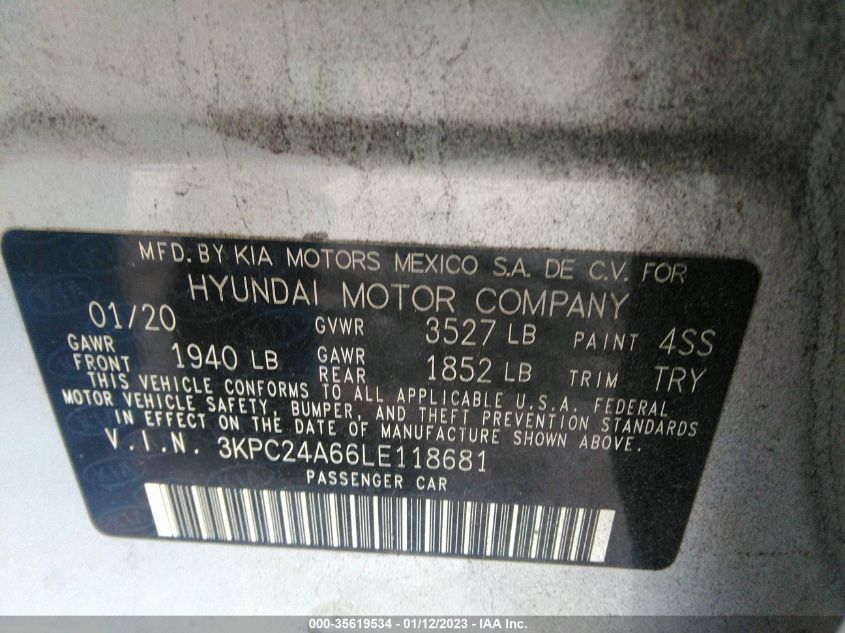 MFD. BY KIA MOTORS MEXICO S.A. DE C.V. FOR
HYUNDAI MOTOR COMPANY
01/20 GVWR 3527 LB PAINT 4SS
GAWR FRONT 1940 LB GAWR REAR 1852 LB TRIM TRY
THIS VEHICLE CONFORMS TO ALL APPLICABLE U.S.A. FEDERAL
MOTOR VEHICLE SAFETY, BUMPER, AND THEFT PREVENTION STANDARDS
IN EFFECT ON THE DATE OF MANUFACTURE SHOWN ABOVE.
V.I.N. 3KPC24A66LE118681
PASSENGER CAR
000-35619534 - 01/12/2023 - IAA Inc.